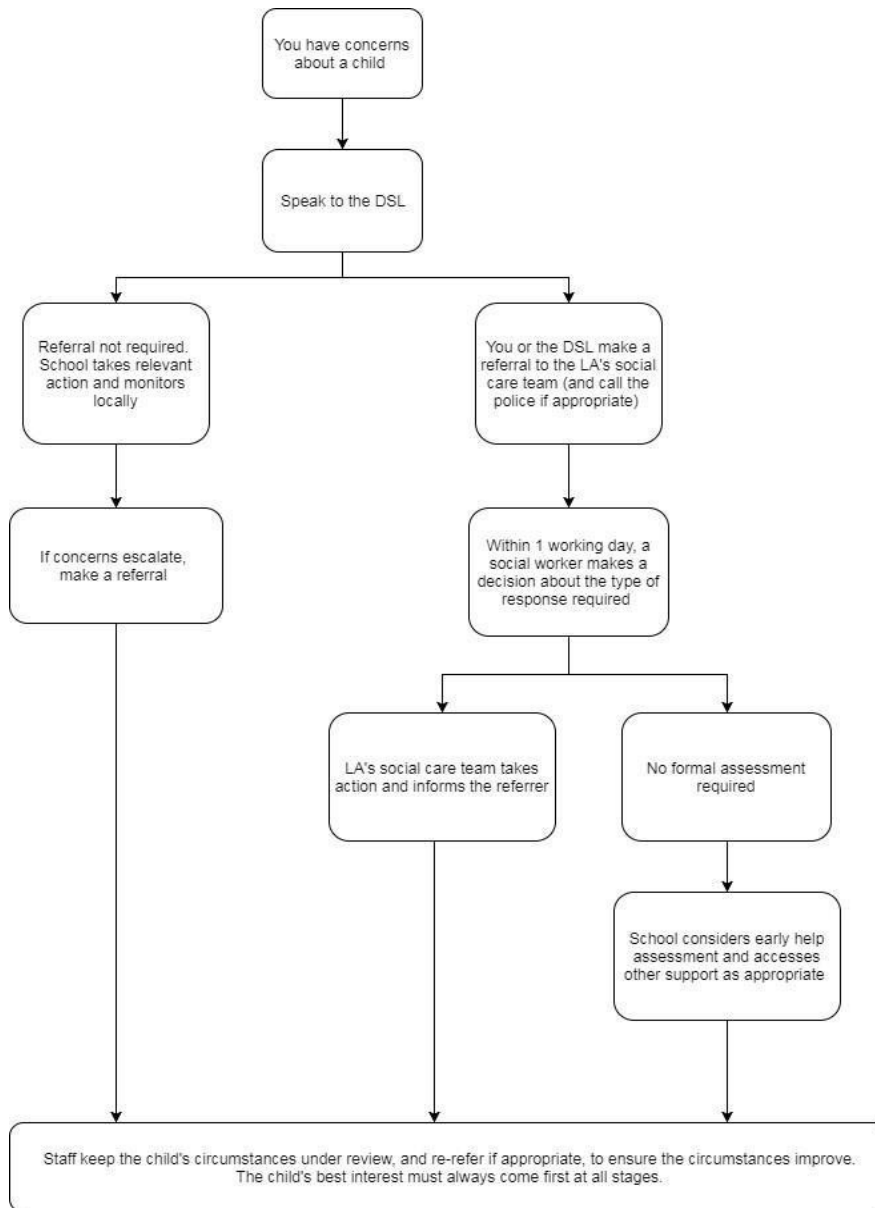 You have concerns
about a child
Speak to the DSL
Referral not required.
School takes relevant
action and monitors
locally
You or the DSL make a
referral to the LA's social
care team (and call the
police if appropriate)
If concerns escalate,
make a referral
Within 1 working day, a
social worker makes a
decision about the type of
response required
LA's social care team takes
action and informs the referrer
No formal assessment
required
School considers early help
assessment and accesses
other support as appropriate
Staff keep the child's circumstances under review, and re-refer if appropriate, to ensure the circumstances improve.
The child's best interest must always come first at all stages.